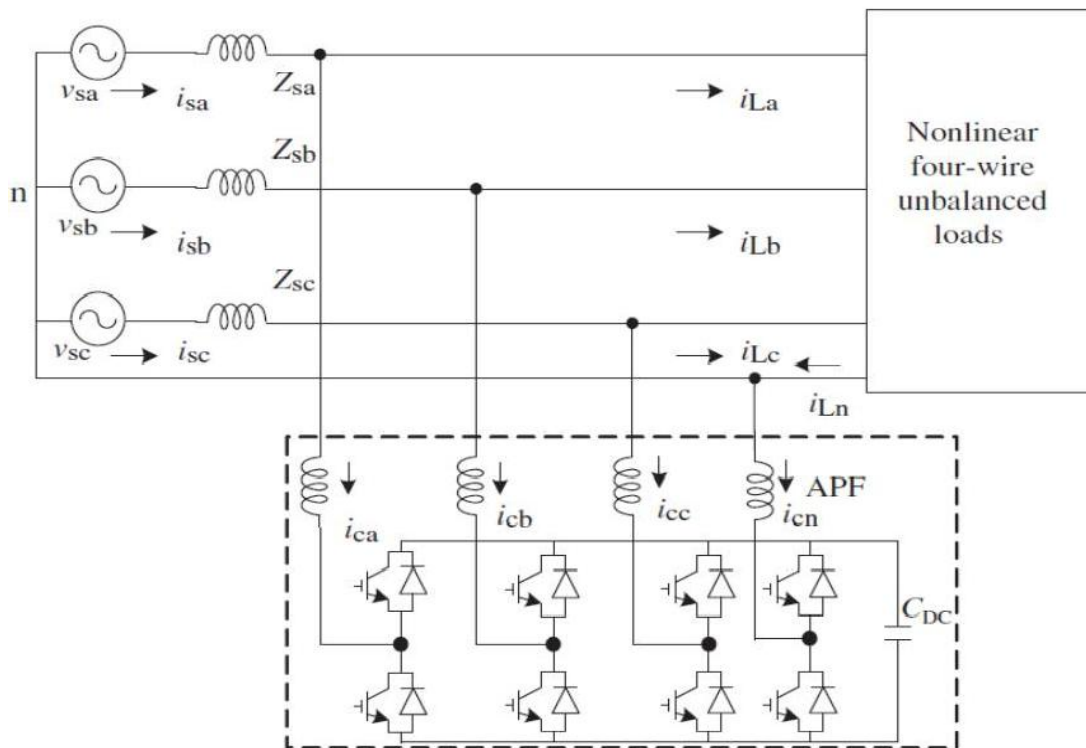 vsa
isa
Zsa
iLa
Nonlinear
four-wire
unbalanced
loads
n
Zsb
vsb
isb
iLb
Zsc
vsc
isc
iLc
iLn
APF
ica
icb
icc
icn
CDC